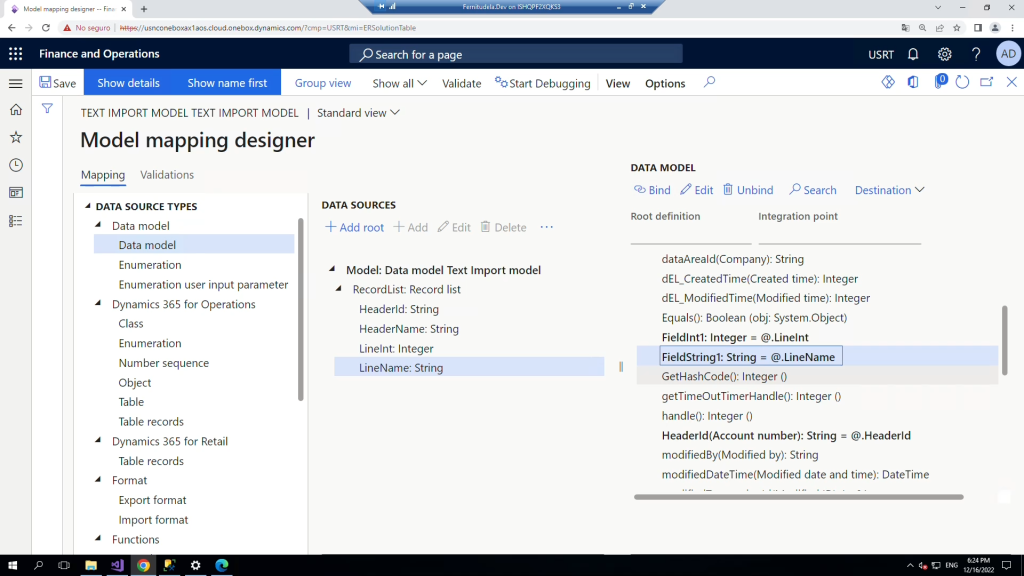 Fernitudela.Dev on ISHQPF2XQKS3
Model mapping designer -- Finan
No seguro
https://usnconeboxax1aos.cloud.onebox.dynamics.com/?cmp=USRT&mi=ERSolutionTable
Finance and Operations
Search for a page
USRT
AD
Save
Show details
Show name first
Group view
Show all
Validate
Start Debugging
View
Options
0
TEXT IMPORT MODEL TEXT IMPORT MODEL | Standard view
Model mapping designer
Mapping
Validations
DATA SOURCE TYPES
Data model
Data model
Enumeration
Enumeration user input parameter
Dynamics 365 for Operations
Class
Enumeration
Number sequence
Object
Table
Table records
Dynamics 365 for Retail
Table records
Format
Export format
Import format
Functions
DATA SOURCES
Add root
Add
Edit
Delete
Model: Data model Text Import model
RecordList: Record list
HeaderId: String
HeaderName: String
LineInt: Integer
LineName: String
DATA MODEL
Bind
Edit
Unbind
Search
Destination
Root definition
Integration point
dataAreaId(Company): String
dEL_CreatedTime(Created time): Integer
dEL_ModifiedTime(Modified time): Integer
Equals(): Boolean (obj: System.Object)
FieldInt1: Integer = @.LineInt
FieldString1: String = @.LineName
GetHashCode(): Integer ()
getTimeOutTimerHandle(): Integer ()
handle(): Integer ()
HeaderId(Account number): String = @.HeaderId
modifiedBy(Modified by): String
modifiedDateTime(Modified date and time): DateTime
ENG
6:24 PM
12/16/2022